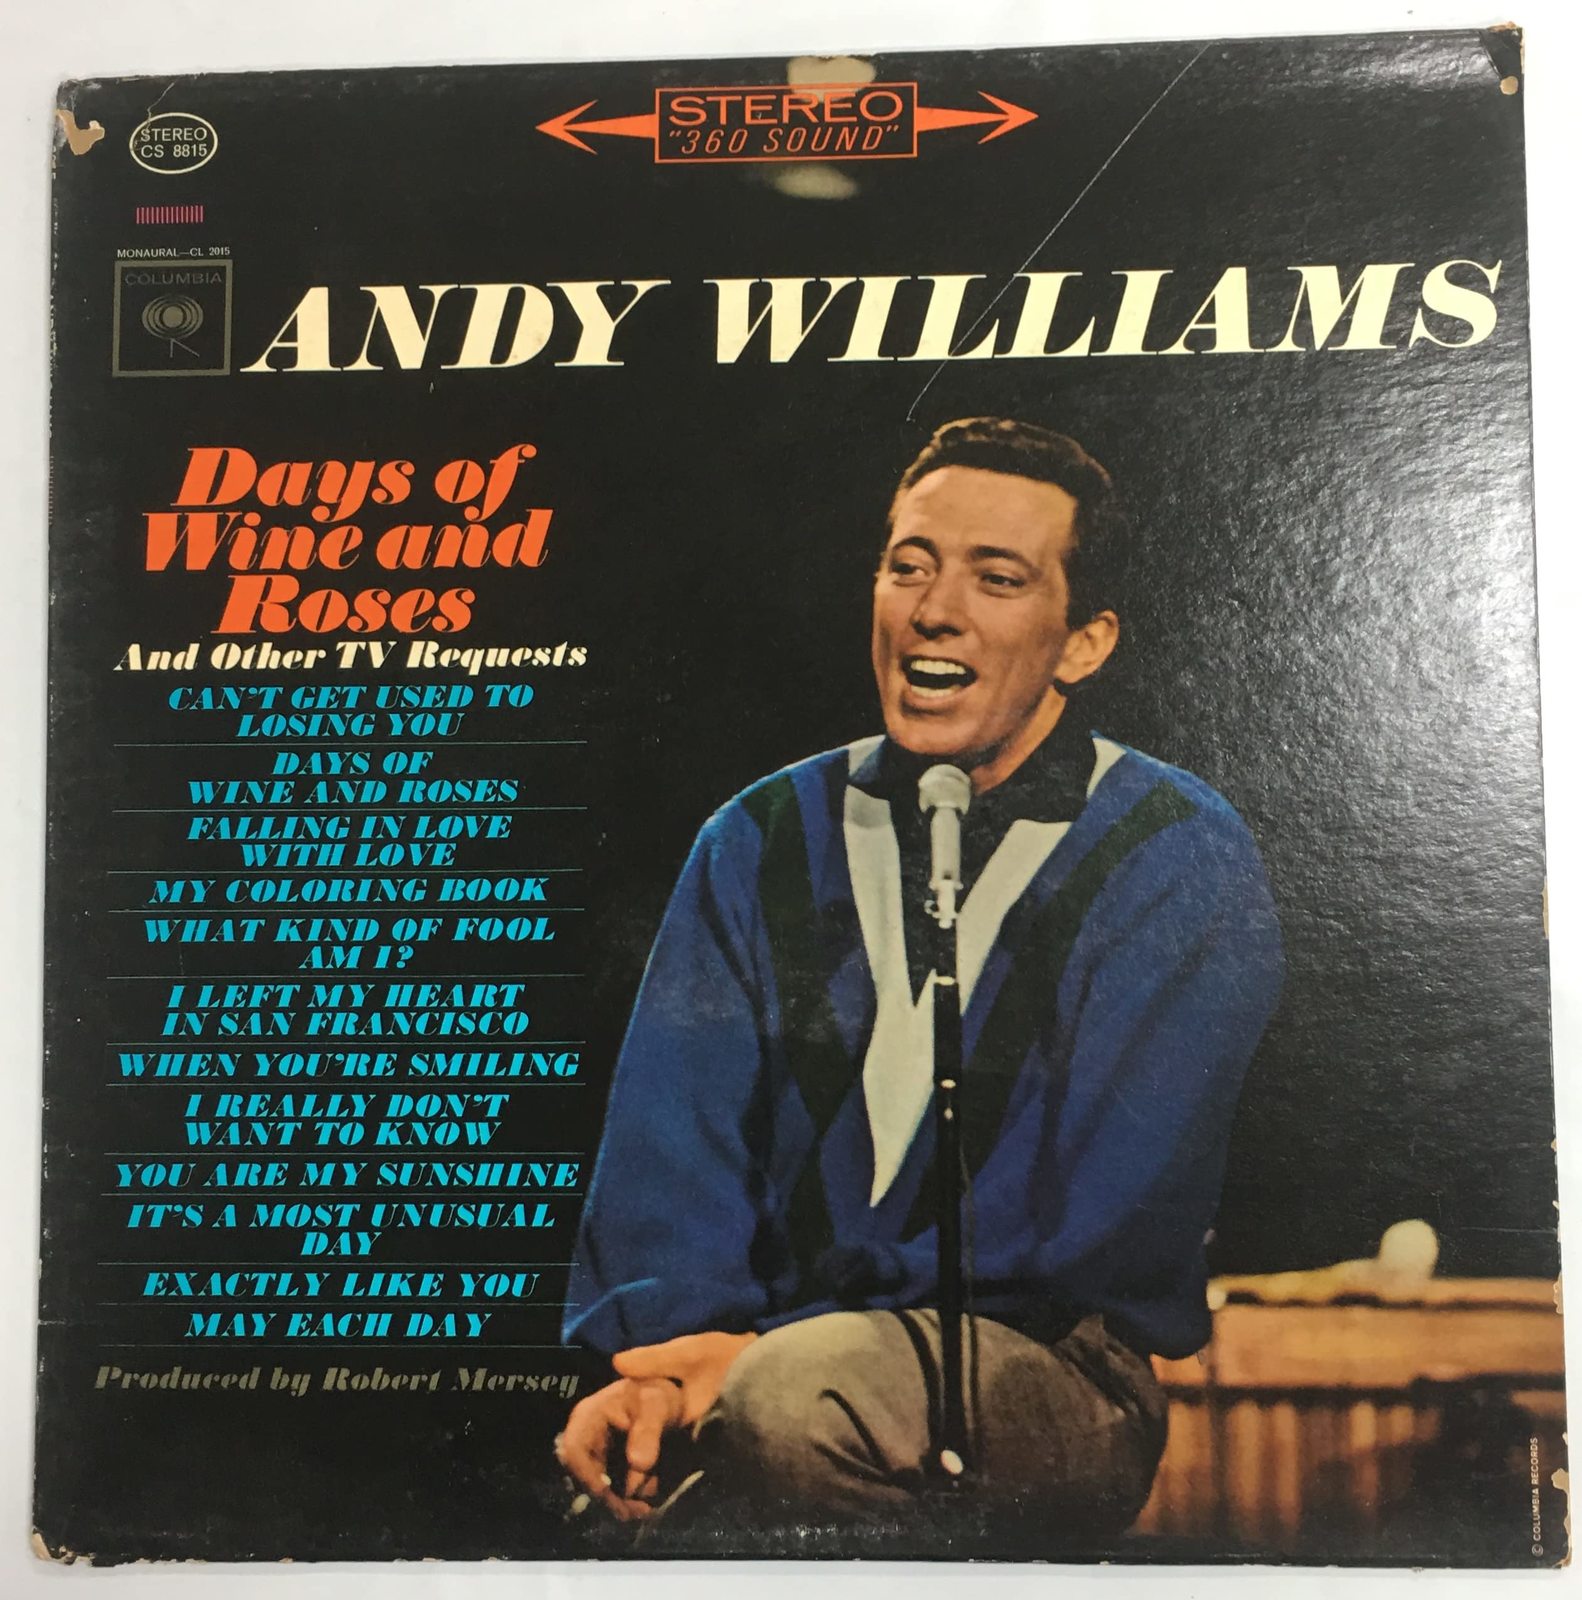 STEREO
"360 SOUND"
STEREO
CS 8815
MONAURAL—CL 2015
COLUMBIA
ANDY WILLIAMS
Days of
Wine and
Roses
And Other TV Requests
CAN'T GET USED TO
LOSING YOU
DAYS OF
WINE AND ROSES
FALLING IN LOVE
WITH LOVE
MY COLORING BOOK
WHAT KIND OF FOOL
AM I?
I LEFT MY HEART
IN SAN FRANCISCO
WHEN YOU'RE SMILING
I REALLY DON'T
WANT TO KNOW
YOU ARE MY SUNSHINE
IT'S A MOST UNUSUAL
DAY
EXACTLY LIKE YOU
MAY EACH DAY
Produced by Robert Mersey
© COLUMBIA RECORDS